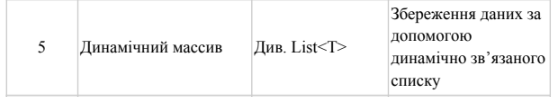 5
Динамічний массив
Див. List<T>
Збереження даних за
допомогою
динамічно зв’язаного
списку